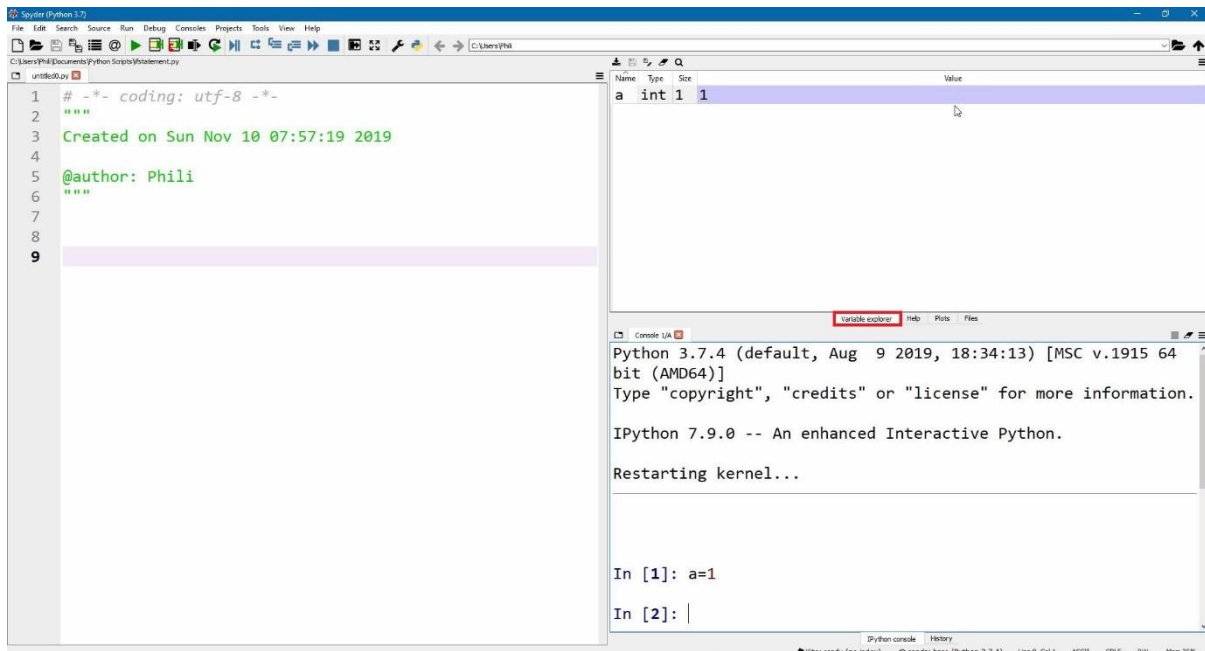 Spyder (Python 3.7)
File Edit Search Source Run Debug Consoles Projects Tools View Help
C:\Users\Phili
C:\Users\Phili\Documents\Python Scripts\ifstatement.py
untitled0.py
1 # -*- coding: utf-8 -*-
2 """
3 Created on Sun Nov 10 07:57:19 2019
4
5 @author: Phili
6 """
7
8
9
Name Type Size Value
a int 1 1
Variable explorer Help Plots Files
Console 1/A
Python 3.7.4 (default, Aug 9 2019, 18:34:13) [MSC v.1915 64
bit (AMD64)]
Type "copyright", "credits" or "license" for more information.
IPython 7.9.0 -- An enhanced Interactive Python.
Restarting kernel...
In [1]: a=1
In [2]:
IPython console History